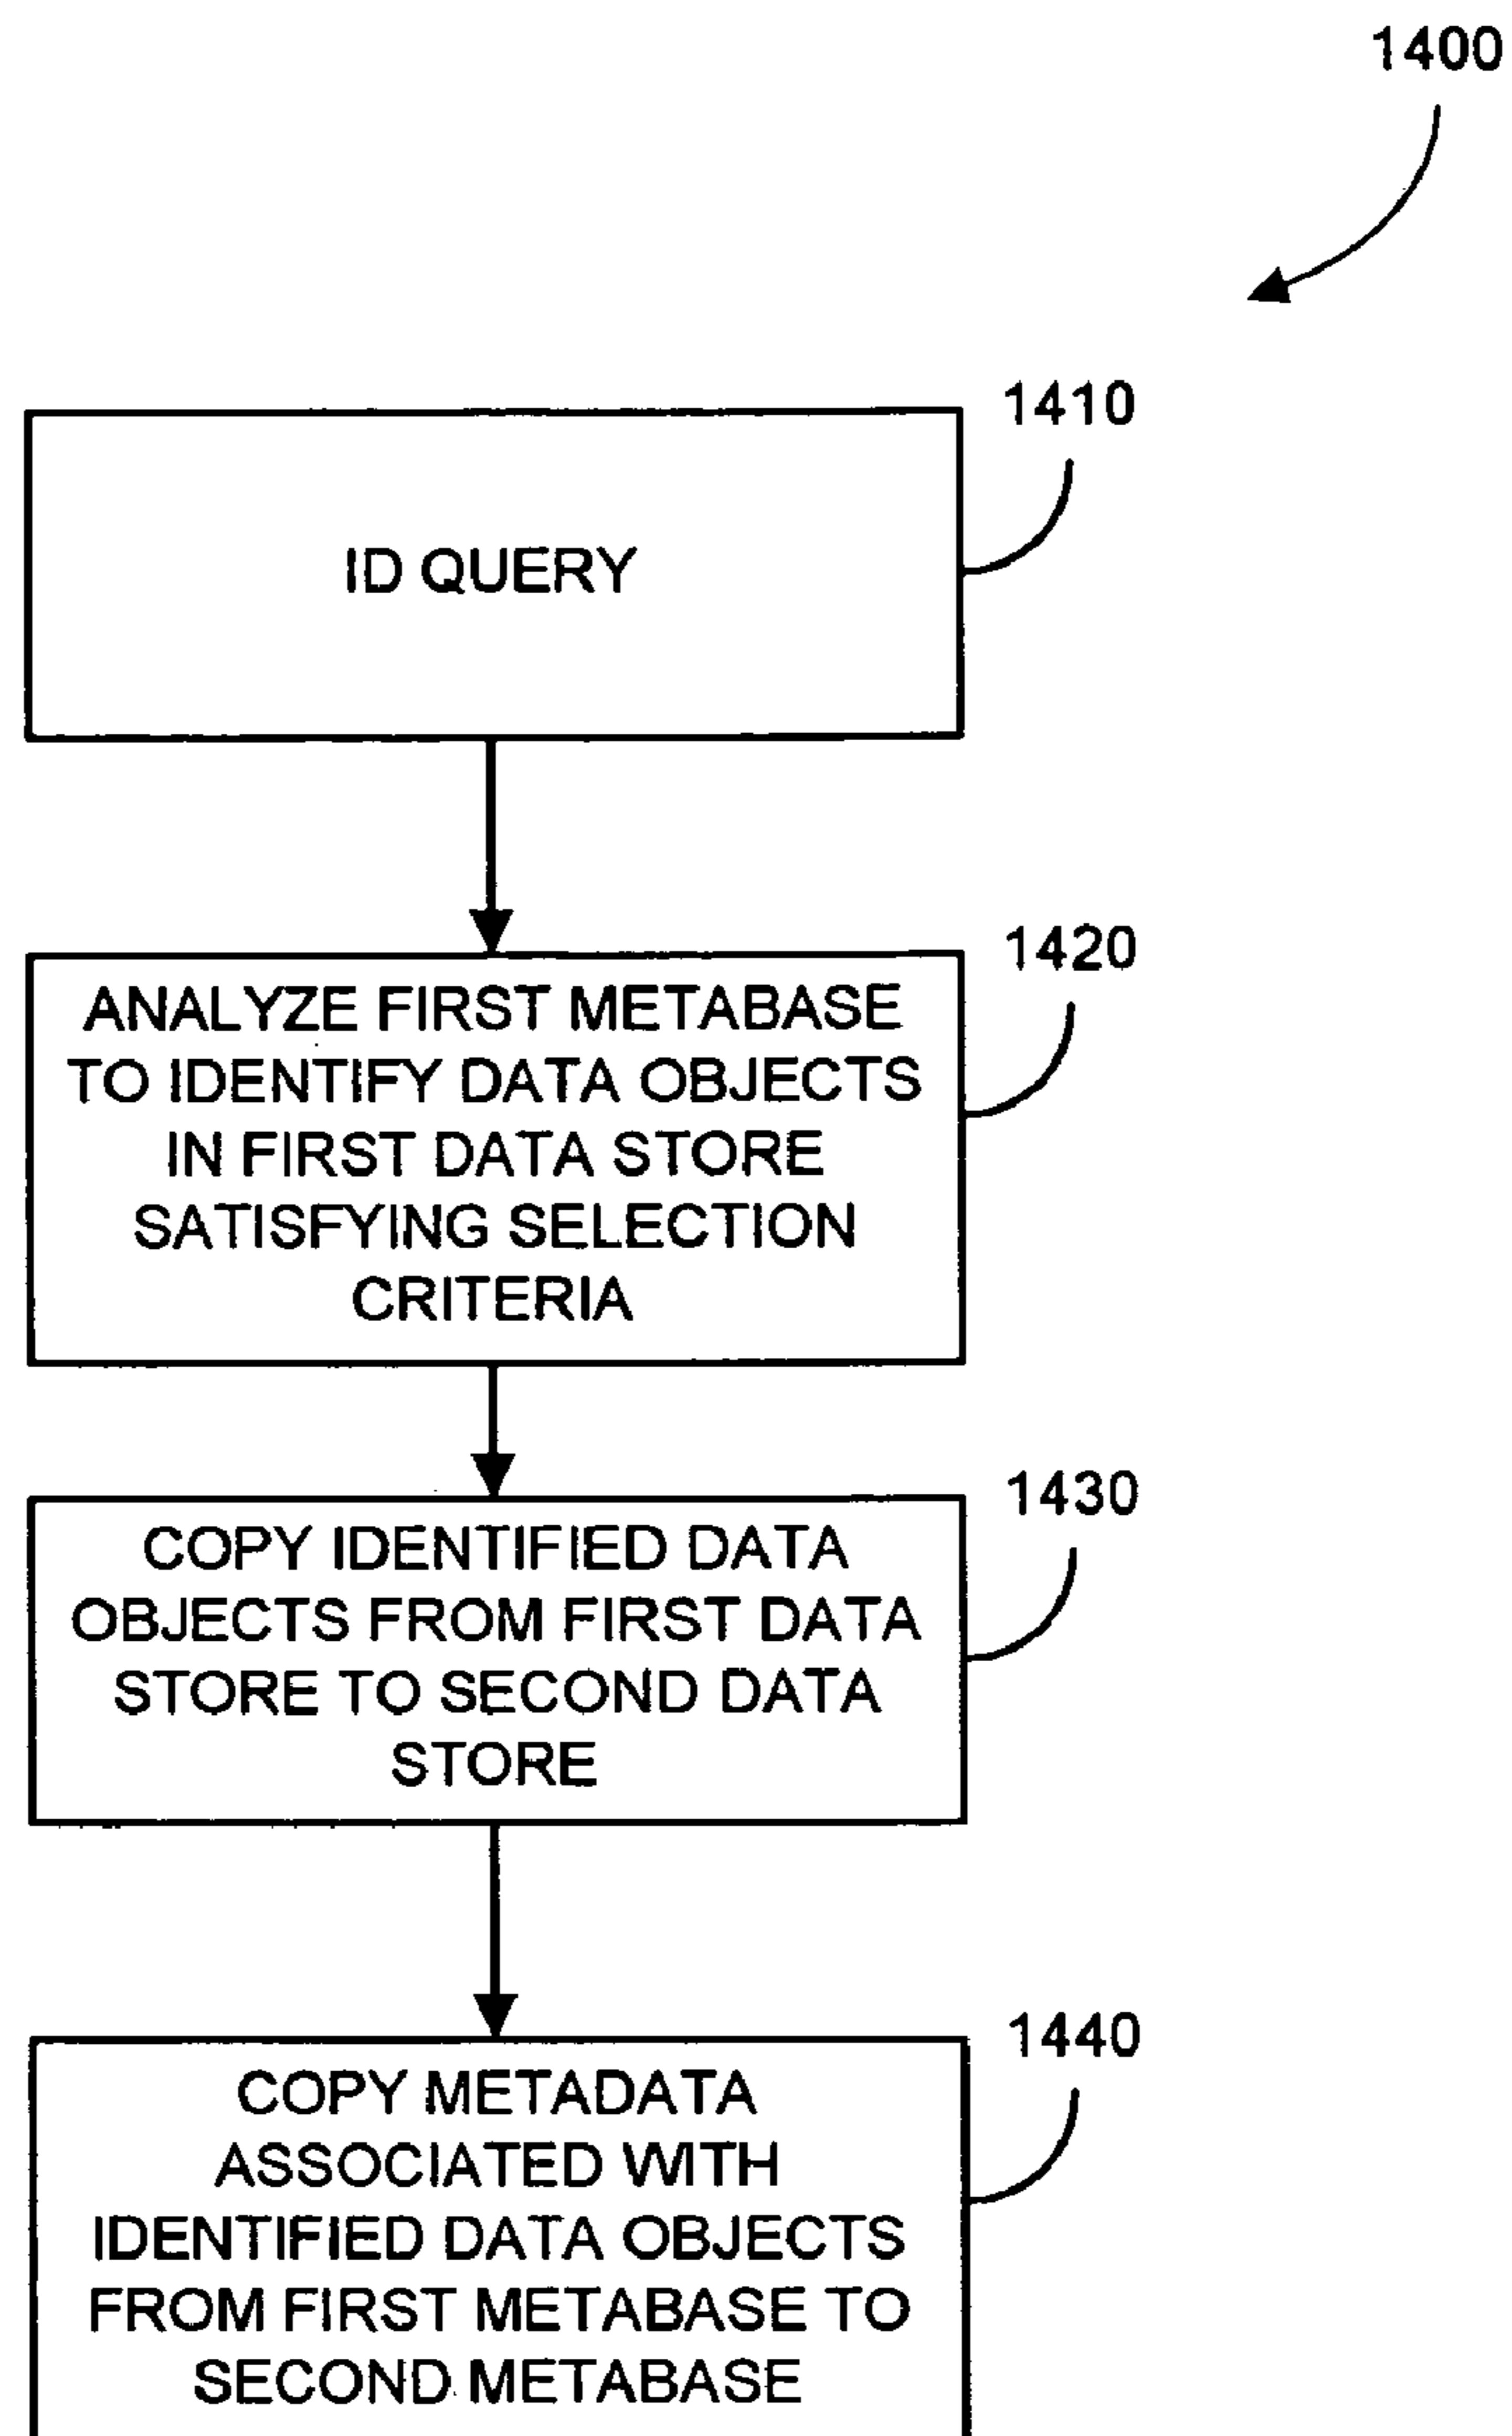 1400
1410
ID QUERY
1420
ANALYZE FIRST METABASE
TO IDENTIFY DATA OBJECTS
IN FIRST DATA STORE
SATISFYING SELECTION
CRITERIA
1430
COPY IDENTIFIED DATA
OBJECTS FROM FIRST DATA
STORE TO SECOND DATA
STORE
1440
COPY METADATA
ASSOCIATED WITH
IDENTIFIED DATA OBJECTS
FROM FIRST METABASE TO
SECOND METABASE